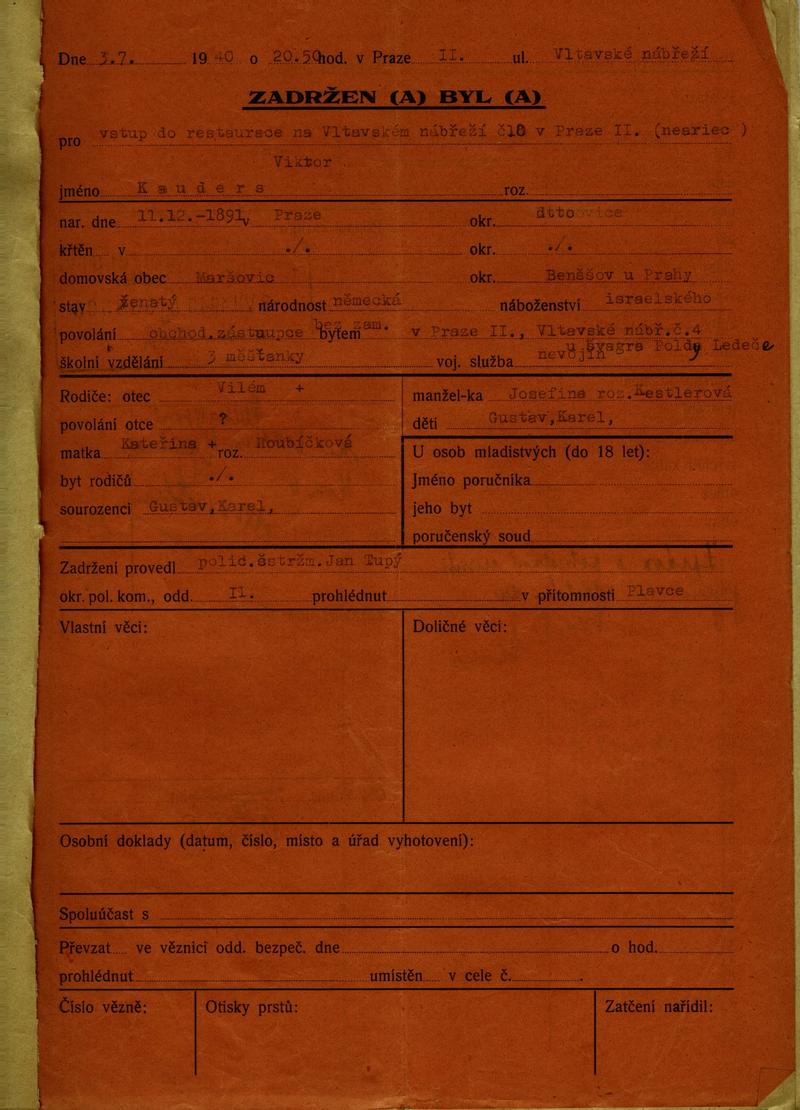 Dne 3.7. 1940 o 20.50 hod. v Praze II. ul. Vltavské nábřeží
ZADRŽEN (A) BYL (A)
pro vstup do restaurace na Vltavském nábřeží č10 v Praze II. (neariec )
Viktor
jméno Kauders roz.
nar. dne 11.12.-1891 v Praze okr. dtto
křtěn v ./. okr. ./.
domovská obec Maršovic okr. Benešov u Prahy
stav ženatý národnost německá náboženství israelského
povolání obchod.zástaupce bez zam. bytem v Praze II., Vltavské nábř.č.4
u švagra Poldy Ledeče
školní vzdělání 3 měštanky voj. služba nevojín
Rodiče: otec Vilém + manžel-ka Josefina roz.Kestlerová
povolání otce ? děti Gustav,Karel,
matka Kateřina + roz. Roubíčková U osob mladistvých (do 18 let):
byt rodičů ./. Jméno poručníka
sourozenci Gustav,Karel, jeho byt
poručenský soud
Zadržení provedl polic. Jan Tupý
okr. pol. kom., odd. II. prohlédnut v přítomnosti Plavce
Vlastní věci: Doličné věci:
Osobní doklady (datum, číslo, místo a úřad vyhotovení):
Spoluúčast s
Převzat ve věznici odd. bezpeč. dne o hod.
prohlédnut umístěn v cele č. .
Číslo vězně: Otisky prstů: Zatčení nařídil: